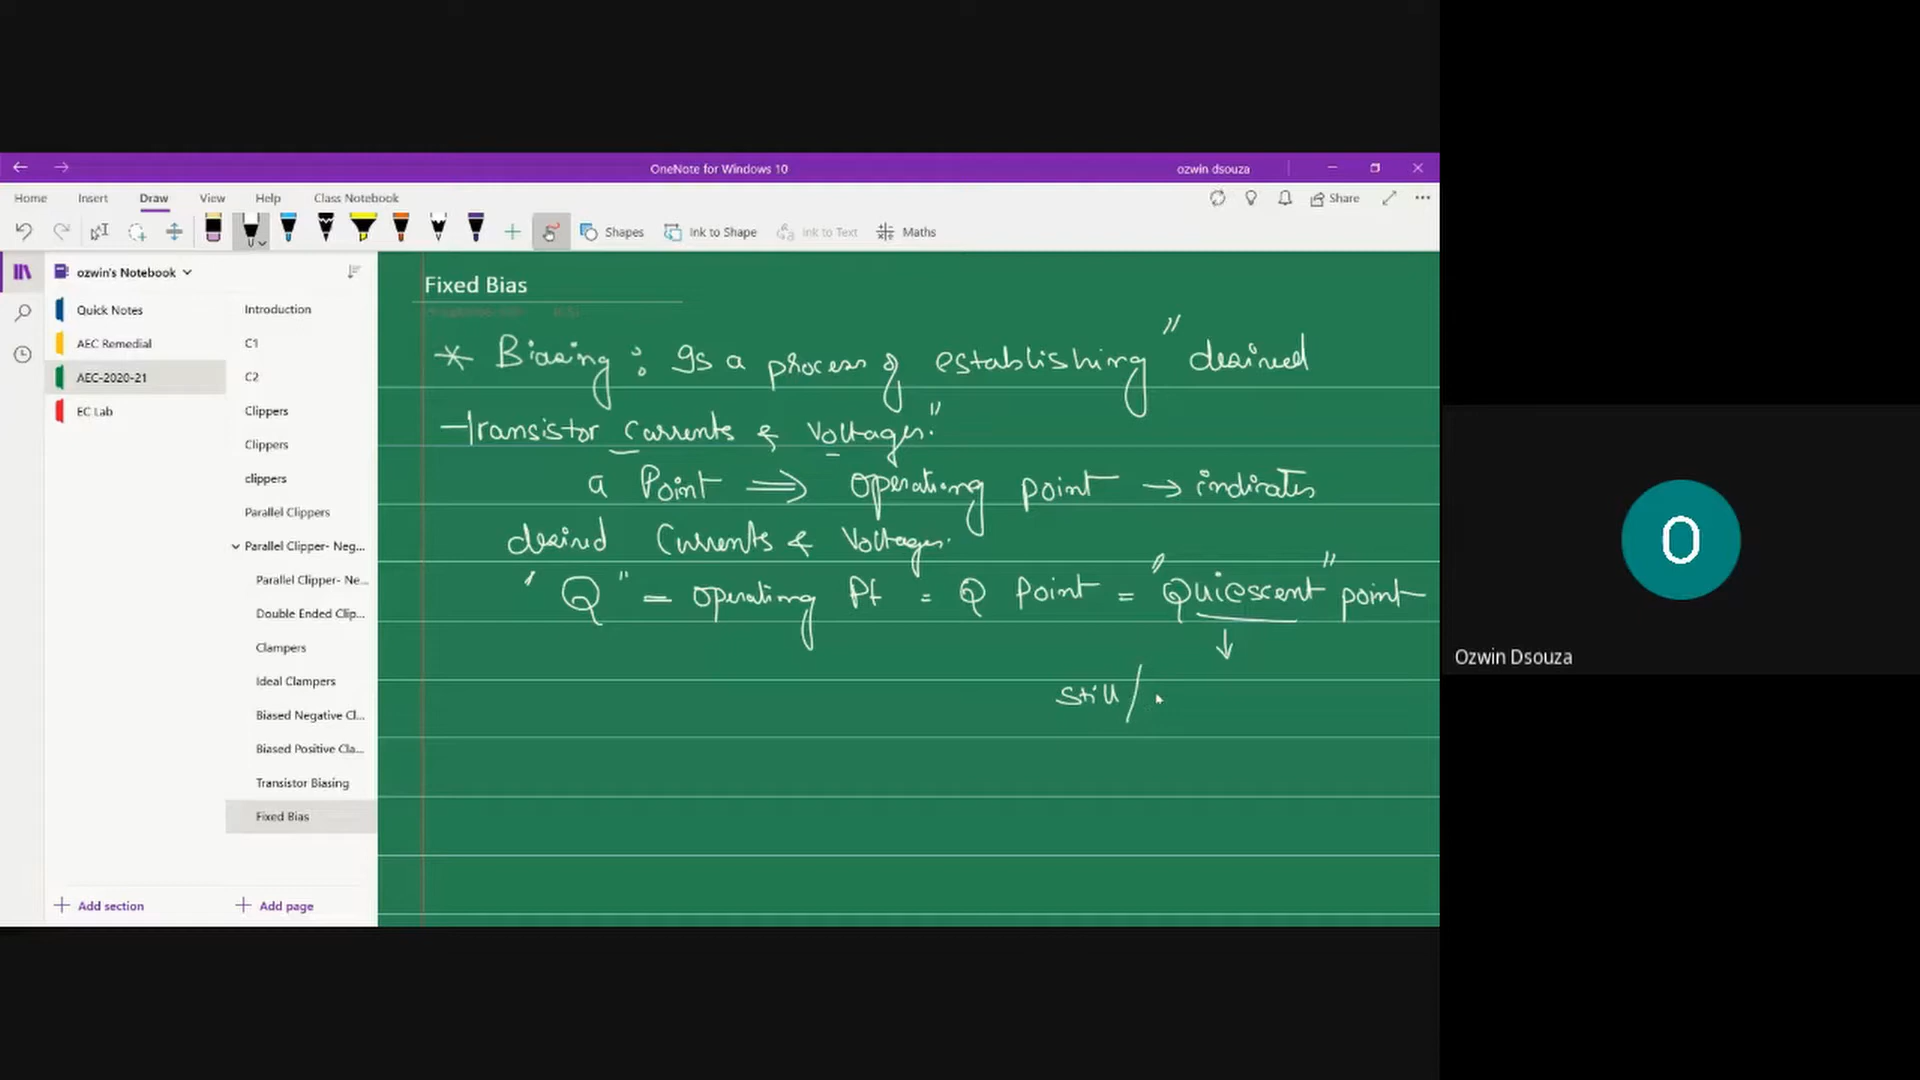 OneNote for Windows 10
ozwin dsouza
Home Insert Draw View Help Class Notebook
Share
Shapes Ink to Shape Ink to Text Maths
ozwin's Notebook
Quick Notes
AEC Remedial
AEC-2020-21
EC Lab
Introduction
C1
C2
Clippers
Clippers
clippers
Parallel Clippers
Parallel Clipper- Neg...
Parallel Clipper- Ne...
Double Ended Clip...
Clampers
Ideal Clampers
Biased Negative Cl...
Biased Positive Cla...
Transistor Biasing
Fixed Bias
+ Add section
+ Add page
Fixed Bias
* Biasing : Is a process of establishing "desired
Transistor Currents & Voltages."
a Point ⟹ operating point → indicates
desired Currents & Voltages.
"Q" - operating Pt = Q Point = "Quiescent" point
↓
still/
O
Ozwin Dsouza